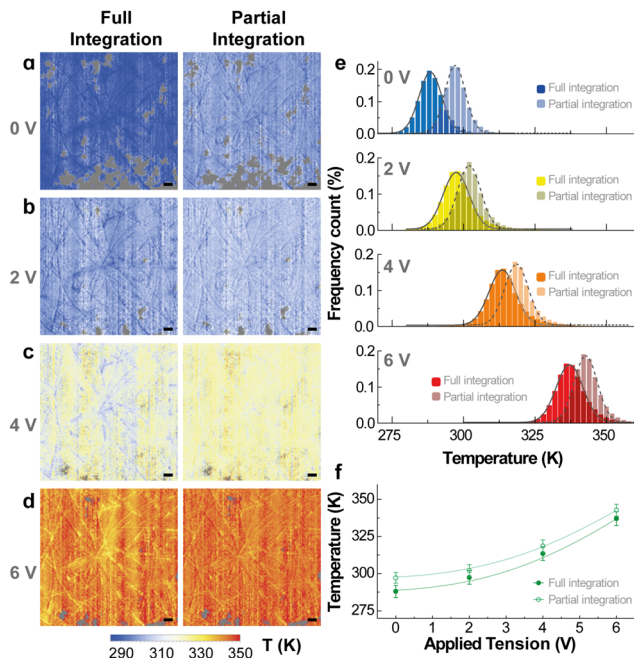 Full Integration
Partial Integration
a
0 V
b
2 V
c
4 V
d
6 V
290 310 330 350 T (K)
e
Frequency count (%)
0.2
0.1
0.0
0 V
Full integration
Partial integration
0.2
0.1
0.0
2 V
Full integration
Partial integration
0.2
0.1
0.0
4 V
Full integration
Partial integration
0.2
0.1
0.0
6 V
Full integration
Partial integration
275 300 325 350
Temperature (K)
f
Temperature (K)
350
325
300
275
Full integration
Partial integration
0 1 2 3 4 5 6
Applied Tension (V)